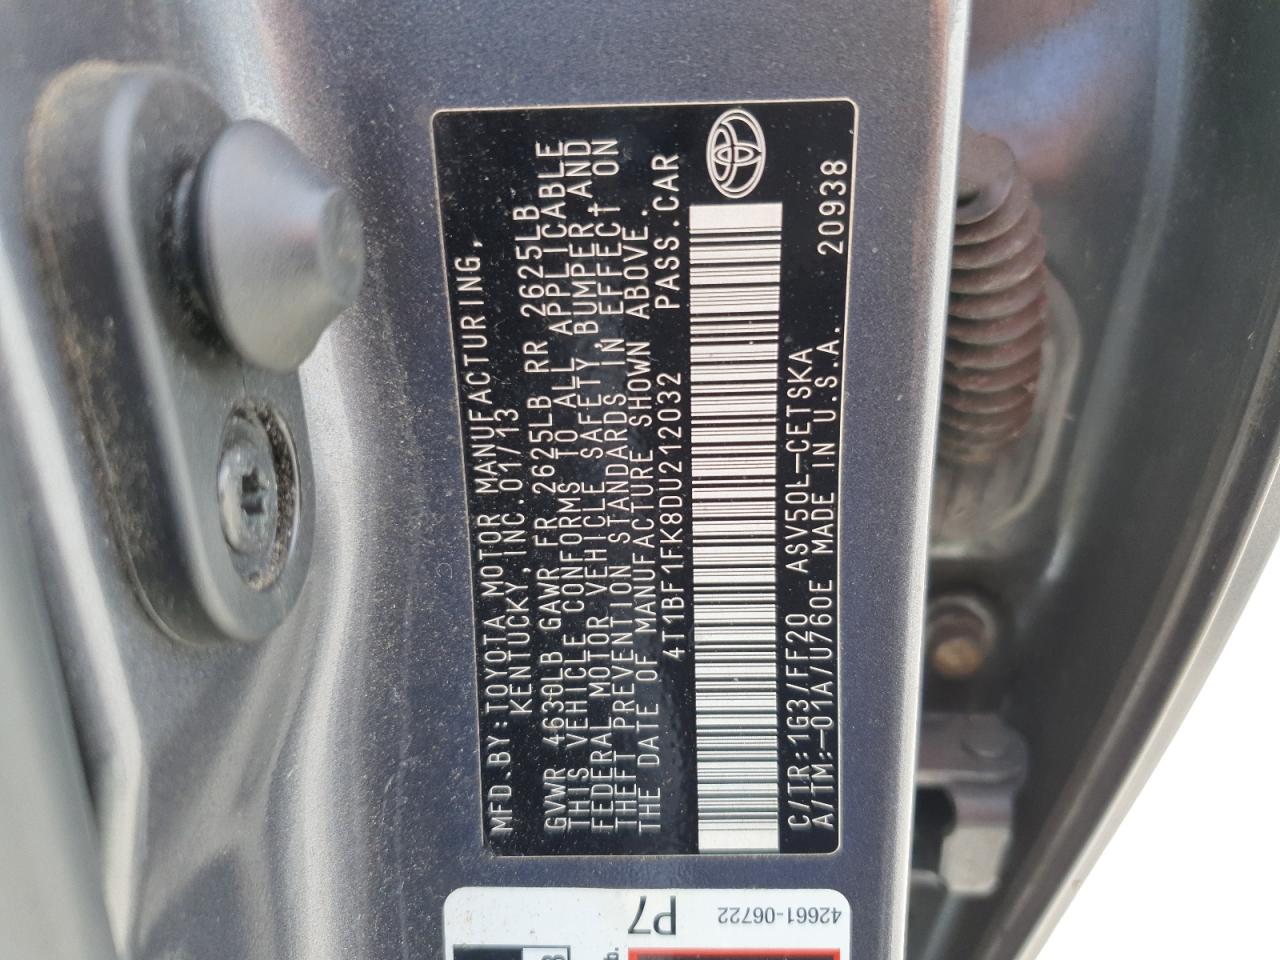 MFD.BY:TOYOTA MOTOR MANUFACTURING,
KENTUCKY,INC.01/13
GVWR 4630LB GAWR FR 2625LB RR 2625LB
THIS VEHICLE CONFORMS TO ALL APPLICABLE
FEDERAL MOTOR VEHICLE SAFETY,BUMPER,AND
THEFT PREVENTION STANDARDS IN EFFECT ON
THE DATE OF MANUFACTURE SHOWN ABOVE.
4T1BF1FK8DU212032 PASS.CAR
C/TR:1G3/FF20 ASV50L-CETSKA
A/TM:-01A/U760E MADE IN U.S.A. 20938
42661-06722
P7